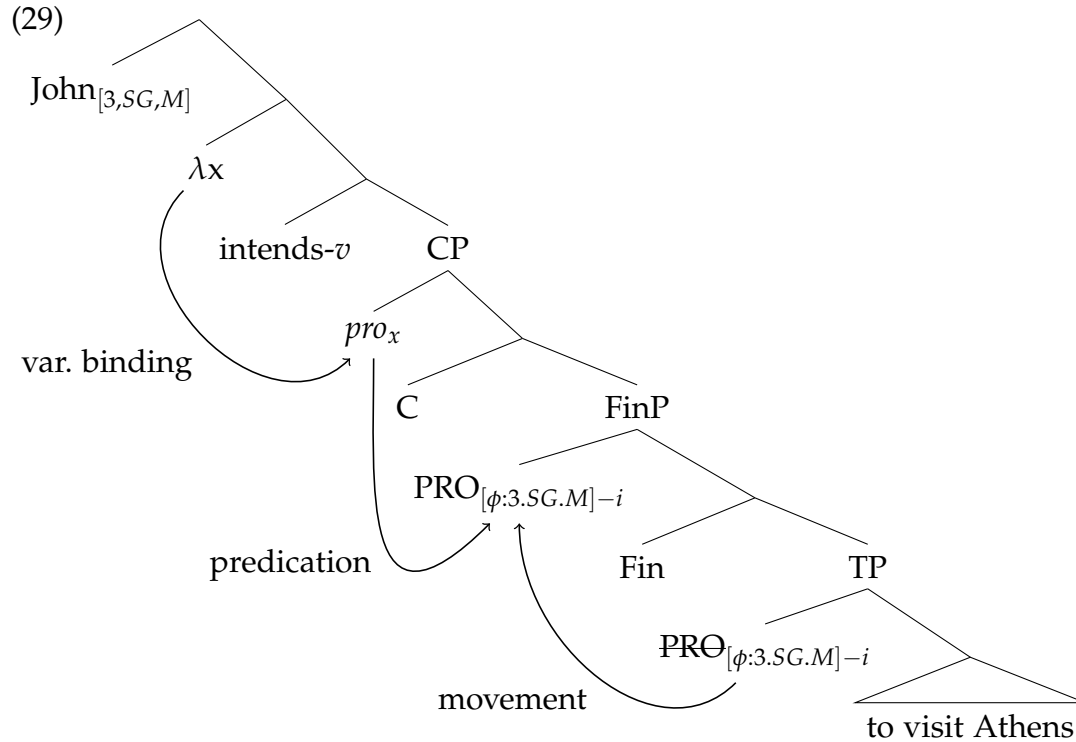 (29)
John[3,SG,M]
λx
intends-v CP
pro_x
var. binding
C FinP
PRO[ϕ:3.SG.M]−i
predication
Fin TP
PRO[ϕ:3.SG.M]−i
movement
to visit Athens